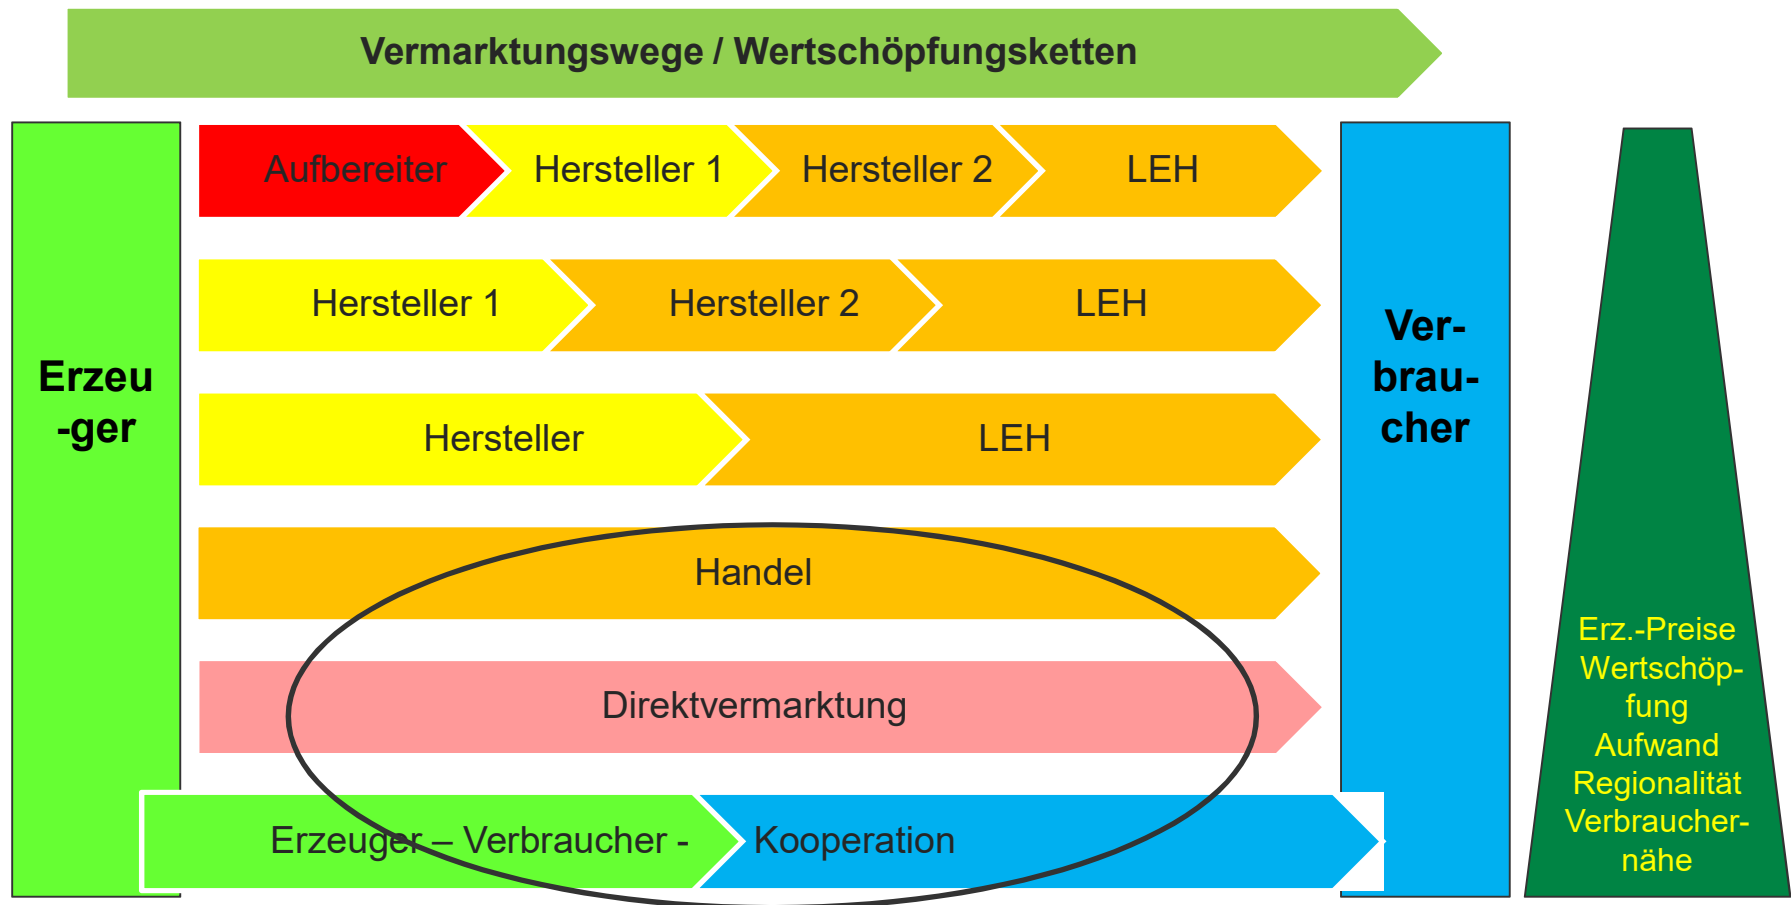 Vermarktungswege / Wertschöpfungsketten
Erzeu
-ger
Aufbereiter
Hersteller 1
Hersteller 2
LEH
Hersteller 1
Hersteller 2
LEH
Hersteller
LEH
Handel
Direktvermarktung
Erzeuger – Verbraucher -
Kooperation
Ver-
brau-
cher
Erz.-Preise
Wertschöp-
fung
Aufwand
Regionalität
Verbraucher-
nähe